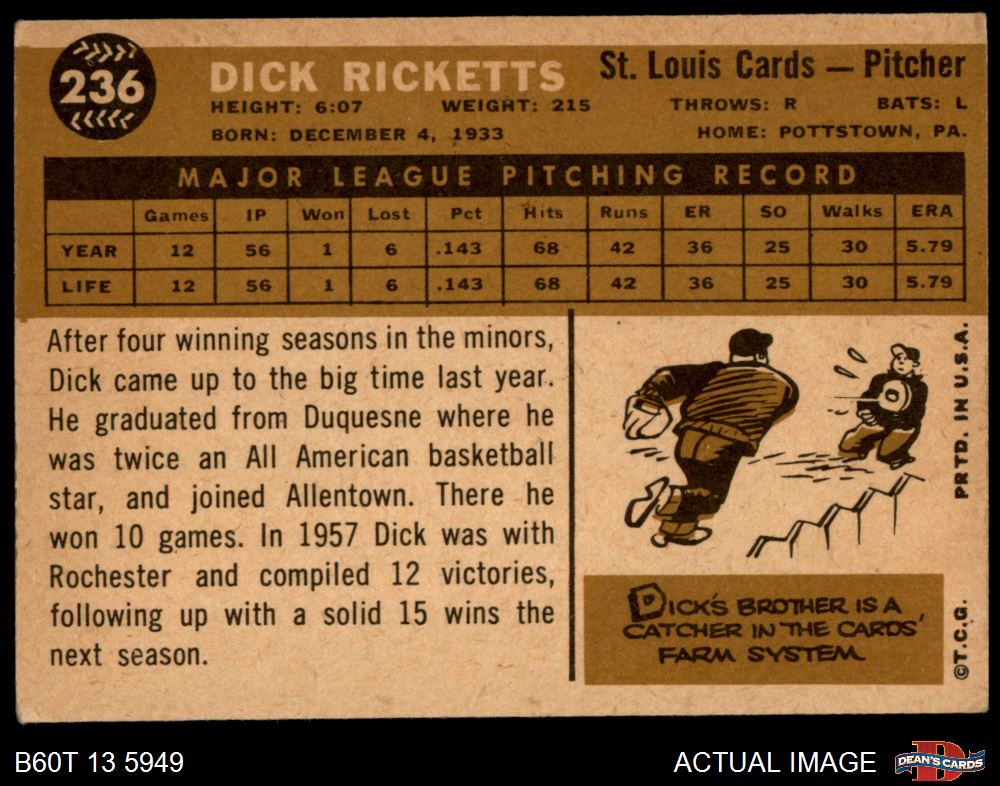 236
DICK RICKETTS
St. Louis Cards — Pitcher
HEIGHT: 6:07 WEIGHT: 215 THROWS: R BATS: L
BORN: DECEMBER 4, 1933 HOME: POTTSTOWN, PA.
MAJOR LEAGUE PITCHING RECORD
Games IP Won Lost Pct Hits Runs ER SO Walks ERA
YEAR 12 56 1 6 .143 68 42 36 25 30 5.79
LIFE 12 56 1 6 .143 68 42 36 25 30 5.79
After four winning seasons in the minors,
Dick came up to the big time last year.
He graduated from Duquesne where he
was twice an All American basketball
star, and joined Allentown. There he
won 10 games. In 1957 Dick was with
Rochester and compiled 12 victories,
following up with a solid 15 wins the
next season.
DICK'S BROTHER IS A
CATCHER IN THE CARDS'
FARM SYSTEM.
©T.C.G. PRTD. IN U.S.A.
B60T 13 5949
ACTUAL IMAGE
D
DEAN'S CARDS